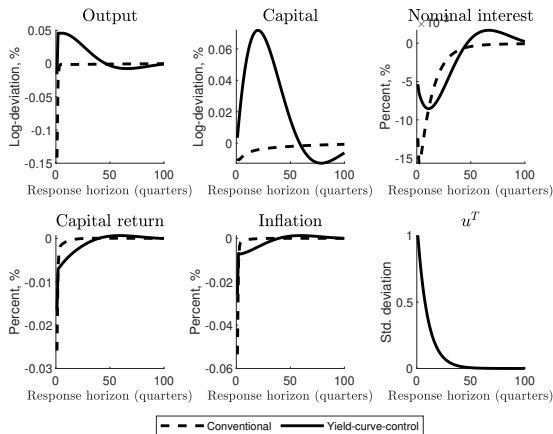 Output
Capital
Nominal interest
Log-deviation, %
0.05
0
-0.05
-0.1
-0.15
0 50 100
Response horizon (quarters)
Log-deviation, %
0.06
0.04
0.02
0
0 50 100
Response horizon (quarters)
Percent, %
0
-5
-10
-15
0 50 100
Response horizon (quarters)
Capital return
Inflation
u^T
Percent, %
0
-0.01
-0.02
-0.03
0 50 100
Response horizon (quarters)
Percent, %
0
-0.02
-0.04
-0.06
0 50 100
Response horizon (quarters)
Std. deviation
1
0.5
0
0 50 100
Response horizon (quarters)
Conventional Yield-curve-control